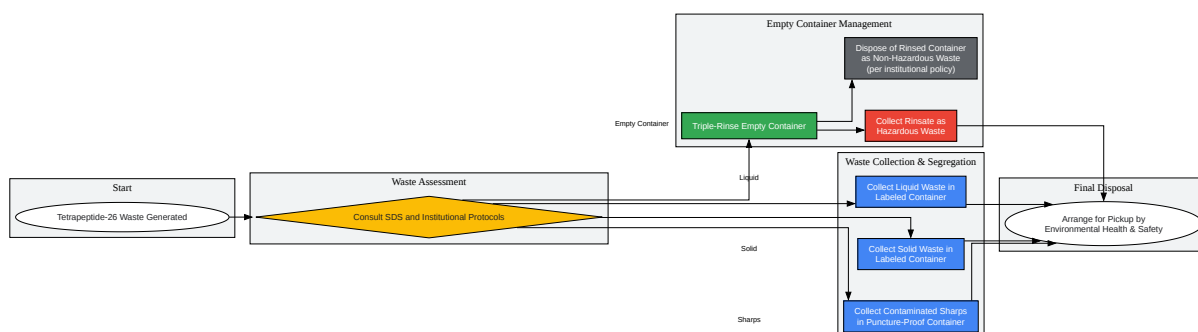 Start
Tetrapeptide-26 Waste Generated
Waste Assessment
Consult SDS and Institutional Protocols
Empty Container
Liquid
Solid
Sharps
Empty Container Management
Triple-Rinse Empty Container
Dispose of Rinsed Container
as Non-Hazardous Waste
(per institutional policy)
Collect Rinsate as
Hazardous Waste
Waste Collection & Segregation
Collect Liquid Waste in
Labeled Container
Collect Solid Waste in
Labeled Container
Collect Contaminated Sharps
in Puncture-Proof Container
Final Disposal
Arrange for Pickup by
Environmental Health & Safety